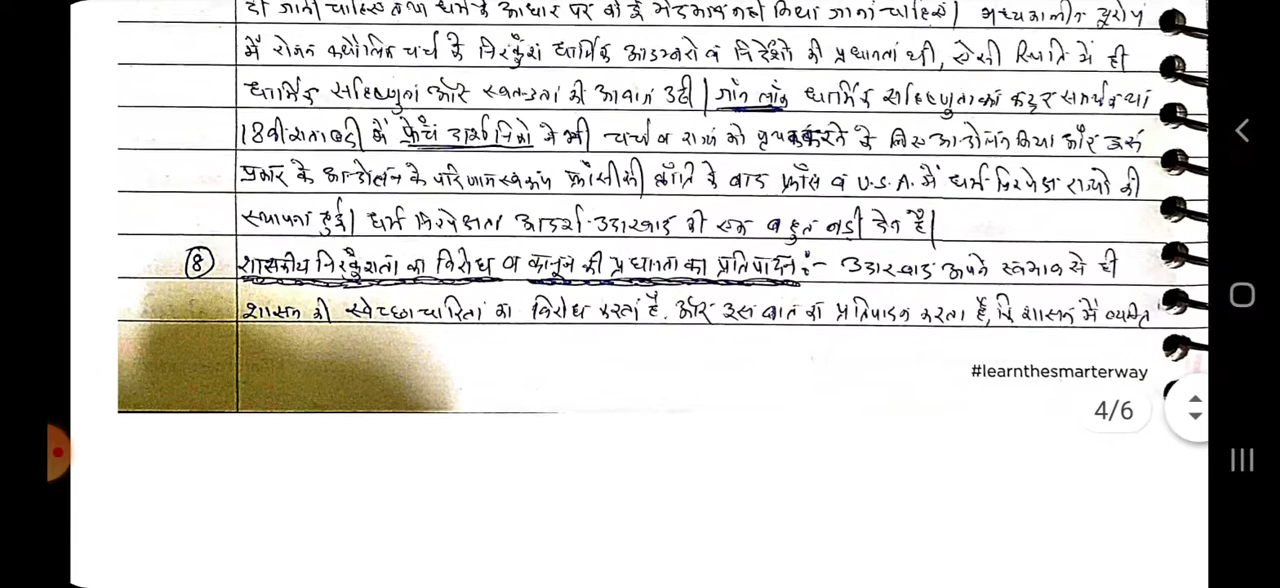 दी जानी चाहिए तथा धर्म के आधार पर कोई भेदभाव नही किया जाना चाहिये। मध्यकालीन यूरोप
में रोमन कथौलिक चर्च के निरंकुश धार्मिक आडम्बरो व निर्देशो की प्रधानता थी, ऐसी स्थिति में ही
धार्मिक सहिष्णुता और स्वतन्त्रता की आवाज उठी। जॉन लॉक धार्मिक सहिष्णुता का कट्टर समर्थक था
18वी शताब्दी में फ्रेंच दार्शनिको ने भी चर्च व राज्य को पृथक करने के लिए आन्दोलन किया और इस
प्रकार के आन्दोलन के परिणामस्वरूप फ्रॉंसीसी क्राँति के बाद फ्राँस व U.S.A. में धर्म-निरपेक्ष राज्यो की
स्थापना हुई। धर्म निरपेक्षता आदर्श उदारवाद की एक बहुत बड़ी देन है।
⑧ शासकीय निरंकुशता का विरोध व कानून की प्रधानता का प्रतिपादन :- उदारवाद अपने स्वभाव से ही
शासन की स्वेच्छाचारिता का विरोध करता है. और इस बात का प्रतिपादन करता है, कि शासन में व्यक्ति
#learnthesmarterway
4/6